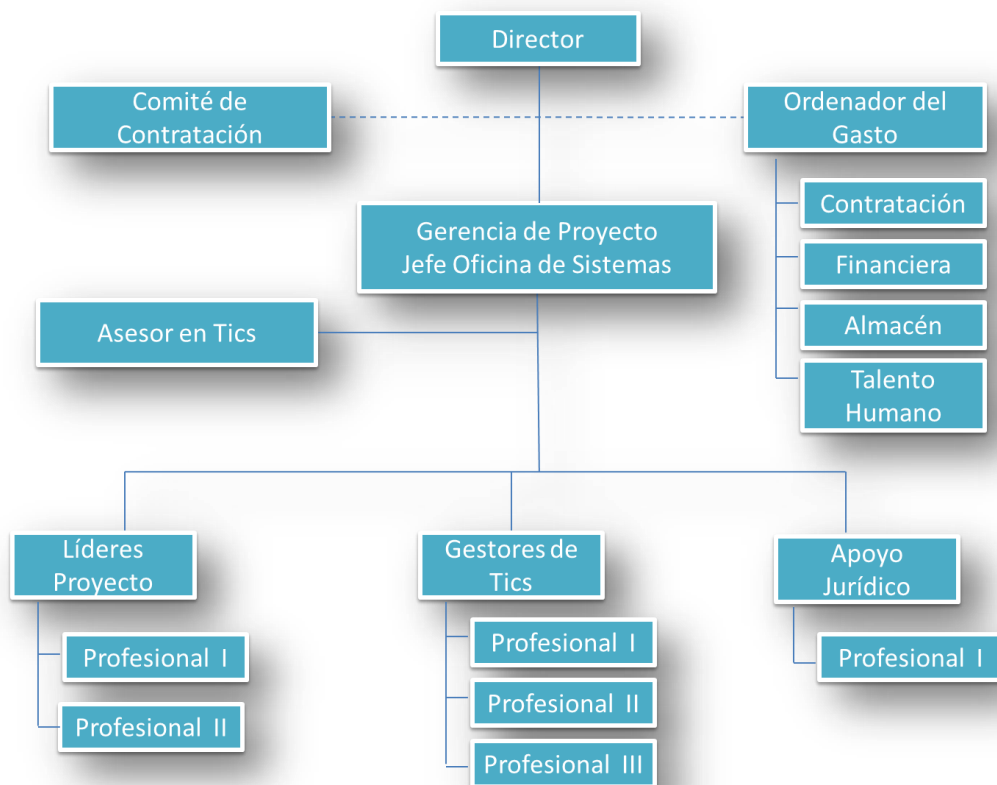 Director
Comité de
Contratación
Ordenador del
Gasto
Contratación
Financiera
Almacén
Talento
Humano
Gerencia de Proyecto
Jefe Oficina de Sistemas
Asesor en Tics
Líderes
Proyecto
Profesional I
Profesional II
Gestores de
Tics
Profesional I
Profesional II
Profesional III
Apoyo
Jurídico
Profesional I